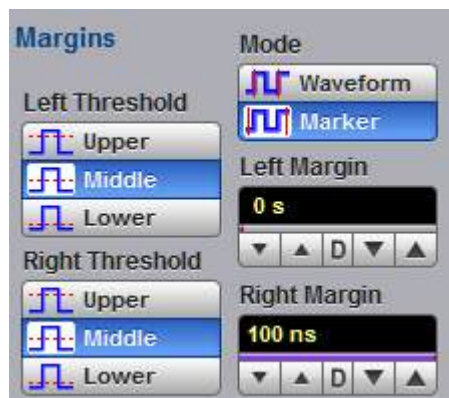 Margins
Left Threshold
Upper
Middle
Lower
Right Threshold
Upper
Middle
Lower
Mode
Waveform
Marker
Left Margin
0 s
D
Right Margin
100 ns
D